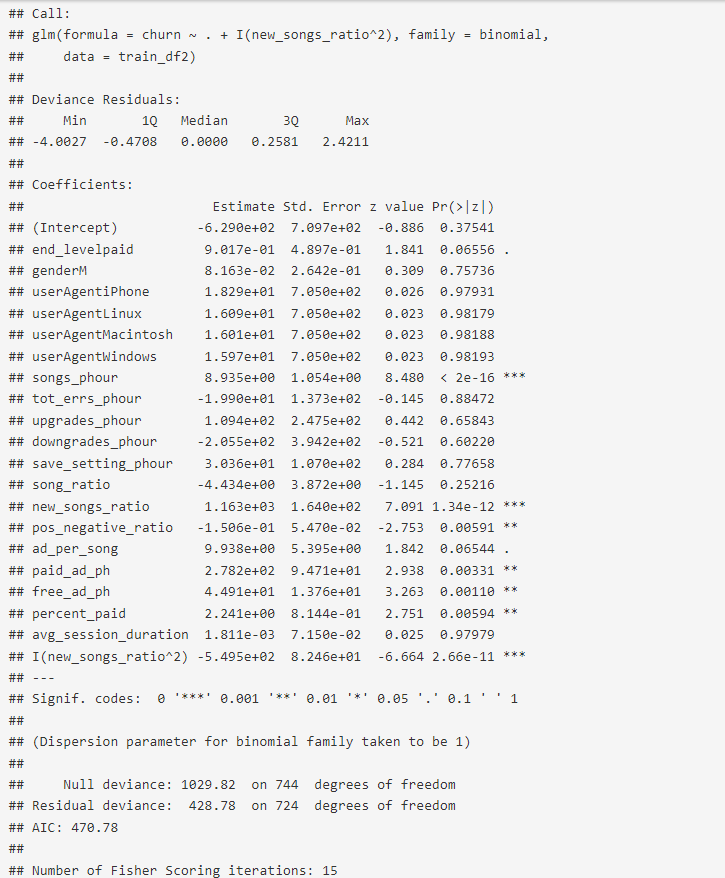 ## Call:
## glm(formula = churn ~ . + I(new_songs_ratio^2), family = binomial,
##     data = train_df2)
##
## Deviance Residuals:
##     Min       1Q   Median       3Q      Max
## -4.0027  -0.4708   0.0000   0.2581   2.4211
##
## Coefficients:
##                        Estimate Std. Error z value Pr(>|z|)
## (Intercept)          -6.290e+02  7.097e+02  -0.886  0.37541
## end_levelpaid         9.017e-01  4.897e-01   1.841  0.06556 .
## genderM               8.163e-02  2.642e-01   0.309  0.75736
## userAgentiPhone       1.829e+01  7.050e+02   0.026  0.97931
## userAgentLinux        1.609e+01  7.050e+02   0.023  0.98179
## userAgentMacintosh    1.601e+01  7.050e+02   0.023  0.98188
## userAgentWindows      1.597e+01  7.050e+02   0.023  0.98193
## songs_phour           8.935e+00  1.054e+00   8.480  < 2e-16 ***
## tot_errs_phour       -1.990e+01  1.373e+02  -0.145  0.88472
## upgrades_phour        1.094e+02  2.475e+02   0.442  0.65843
## downgrades_phour     -2.055e+02  3.942e+02  -0.521  0.60220
## save_setting_phour    3.036e+01  1.070e+02   0.284  0.77658
## song_ratio           -4.434e+00  3.872e+00  -1.145  0.25216
## new_songs_ratio       1.163e+03  1.640e+02   7.091 1.34e-12 ***
## pos_negative_ratio   -1.506e-01  5.470e-02  -2.753  0.00591 **
## ad_per_song           9.938e+00  5.395e+00   1.842  0.06544 .
## paid_ad_ph            2.782e+02  9.471e+01   2.938  0.00331 **
## free_ad_ph            4.491e+01  1.376e+01   3.263  0.00110 **
## percent_paid          2.241e+00  8.144e-01   2.751  0.00594 **
## avg_session_duration  1.811e-03  7.150e-02   0.025  0.97979
## I(new_songs_ratio^2) -5.495e+02  8.246e+01  -6.664 2.66e-11 ***
## ---
## Signif. codes:  0 '***' 0.001 '**' 0.01 '*' 0.05 '.' 0.1 ' ' 1
##
## (Dispersion parameter for binomial family taken to be 1)
##
##     Null deviance: 1029.82  on 744  degrees of freedom
## Residual deviance:  428.78  on 724  degrees of freedom
## AIC: 470.78
##
## Number of Fisher Scoring iterations: 15